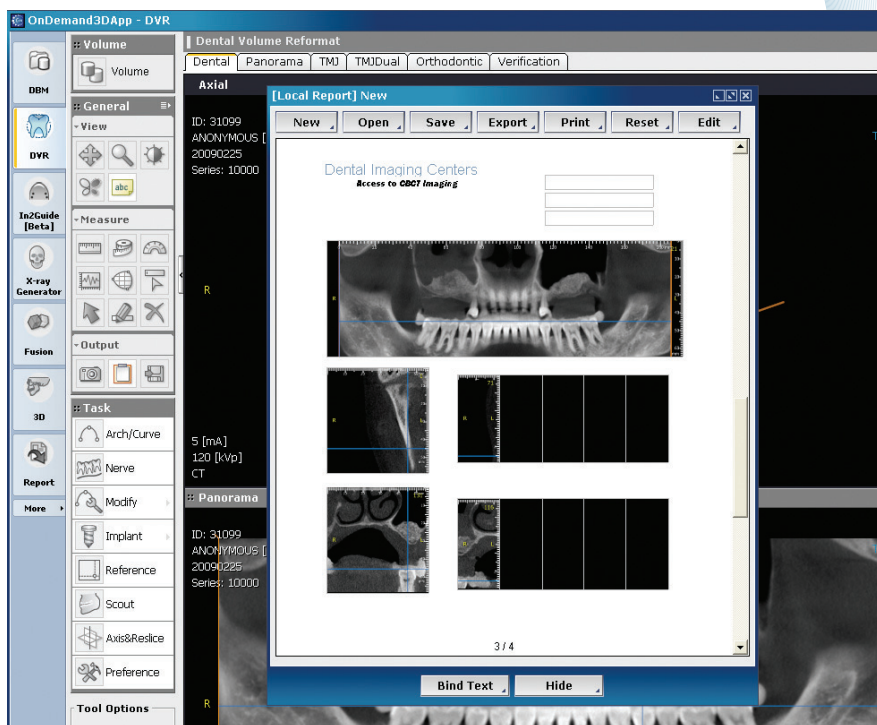 OnDemand3DApp - DVR
DBM
DVR
In2Guide
[Beta]
X-ray
Generator
Fusion
3D
Report
More
Volume
Volume
General
View
abc
Measure
Output
Task
Arch/Curve
Nerve
Modify
Implant
Reference
Scout
Axis&Reslice
Preference
Tool Options
Dental Volume Reformat
Dental
Panorama
TMJ
TMJDual
Orthodontic
Verification
Axial
ID: 31099
ANONYMOUS [
20090225
Series: 10000
R
5 [mA]
120 [kVp]
CT
Panorama
ID: 31099
ANONYMOUS [
20090225
Series: 10000
R
[Local Report] New
New
Open
Save
Export
Print
Reset
Edit
Dental Imaging Centers
Access to CBCT Imaging
3 / 4
Bind Text
Hide